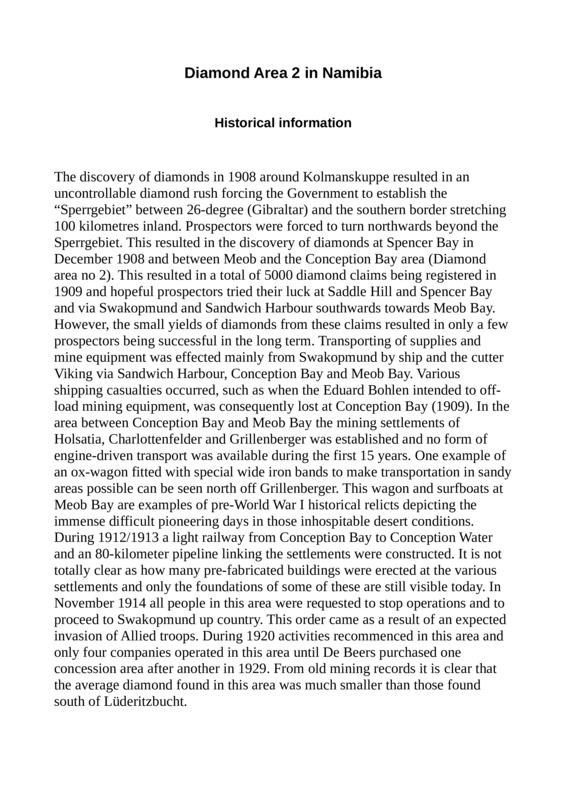 Diamond Area 2 in Namibia
Historical information
The discovery of diamonds in 1908 around Kolmanskuppe resulted in an
uncontrollable diamond rush forcing the Government to establish the
“Sperrgebiet” between 26-degree (Gibraltar) and the southern border stretching
100 kilometres inland. Prospectors were forced to turn northwards beyond the
Sperrgebiet. This resulted in the discovery of diamonds at Spencer Bay in
December 1908 and between Meob and the Conception Bay area (Diamond
area no 2). This resulted in a total of 5000 diamond claims being registered in
1909 and hopeful prospectors tried their luck at Saddle Hill and Spencer Bay
and via Swakopmund and Sandwich Harbour southwards towards Meob Bay.
However, the small yields of diamonds from these claims resulted in only a few
prospectors being successful in the long term. Transporting of supplies and
mine equipment was effected mainly from Swakopmund by ship and the cutter
Viking via Sandwich Harbour, Conception Bay and Meob Bay. Various
shipping casualties occurred, such as when the Eduard Bohlen intended to off-
load mining equipment, was consequently lost at Conception Bay (1909). In the
area between Conception Bay and Meob Bay the mining settlements of
Holsatia, Charlottenfelder and Grillenberger was established and no form of
engine-driven transport was available during the first 15 years. One example of
an ox-wagon fitted with special wide iron bands to make transportation in sandy
areas possible can be seen north off Grillenberger. This wagon and surfboats at
Meob Bay are examples of pre-World War I historical relicts depicting the
immense difficult pioneering days in those inhospitable desert conditions.
During 1912/1913 a light railway from Conception Bay to Conception Water
and an 80-kilometer pipeline linking the settlements were constructed. It is not
totally clear as how many pre-fabricated buildings were erected at the various
settlements and only the foundations of some of these are still visible today. In
November 1914 all people in this area were requested to stop operations and to
proceed to Swakopmund up country. This order came as a result of an expected
invasion of Allied troops. During 1920 activities recommenced in this area and
only four companies operated in this area until De Beers purchased one
concession area after another in 1929. From old mining records it is clear that
the average diamond found in this area was much smaller than those found
south of Lüderitzbucht.